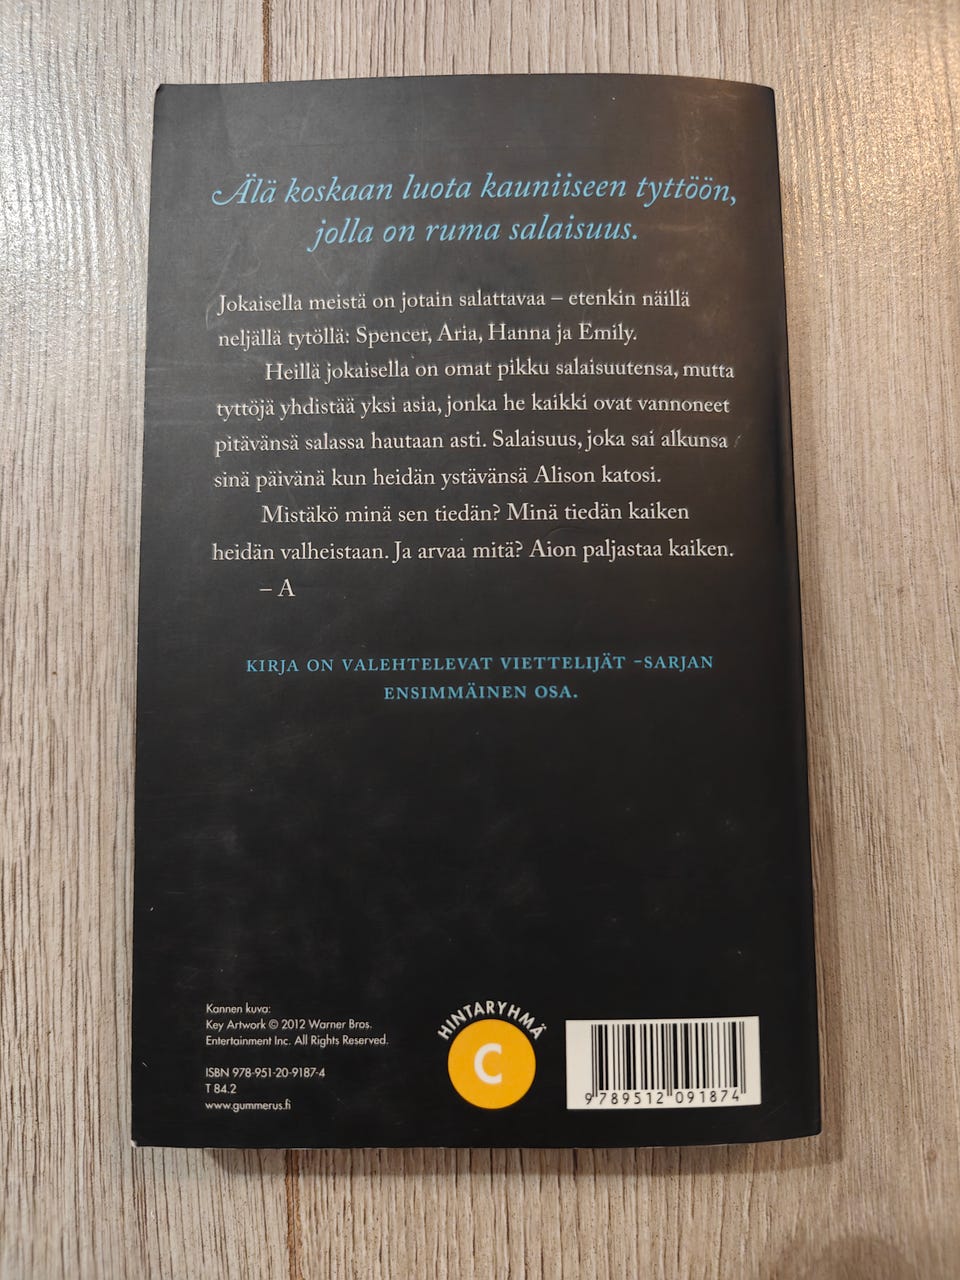 Älä koskaan luota kauniiseen tyttöön,
jolla on ruma salaisuus.
Jokaisella meistä on jotain salattavaa – etenkin näillä
neljällä tytöllä: Spencer, Aria, Hanna ja Emily.
Heillä jokaisella on omat pikku salaisuutensa, mutta
tyttöjä yhdistää yksi asia, jonka he kaikki ovat vannoneet
pitävänsä salassa hautaan asti. Salaisuus, joka sai alkunsa
sinä päivänä kun heidän ystävänsä Alison katosi.
Mistäkö minä sen tiedän? Minä tiedän kaiken
heidän valheistaan. Ja arvaa mitä? Aion paljastaa kaiken.
– A
KIRJA ON VALEHTELEVAT VIETTELIJÄT -SARJAN
ENSIMMÄINEN OSA.
Kannen kuva:
Key Artwork © 2012 Warner Bros.
Entertainment Inc. All Rights Reserved.
ISBN 978-951-20-9187-4
T 84.2
www.gummerus.fi
HINTARYHMÄ
C
9 789512 091874